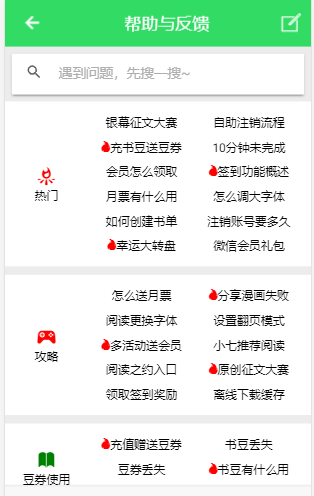 帮助与反馈
遇到问题，先搜一搜~
银幕征文大赛 自助注销流程
充书豆送豆券 10分钟未完成
会员怎么领取 签到功能概述
热门
月票有什么用 怎么调大字体
如何创建书单 注销账号要多久
幸运大转盘 微信会员礼包
怎么送月票 分享漫画失败
阅读更换字体 设置翻页模式
多活动送会员 小七推荐阅读
攻略
阅读之约入口 原创征文大赛
领取签到奖励 离线下载缓存
充值赠送豆券 书豆丢失
豆券丢失 书豆有什么用
豆券使用